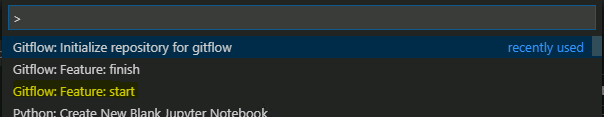 >
Gitflow: Initialize repository for gitflow recently used
Gitflow: Feature: finish
Gitflow: Feature: start
Python: Create New Blank Jupyter Notebook